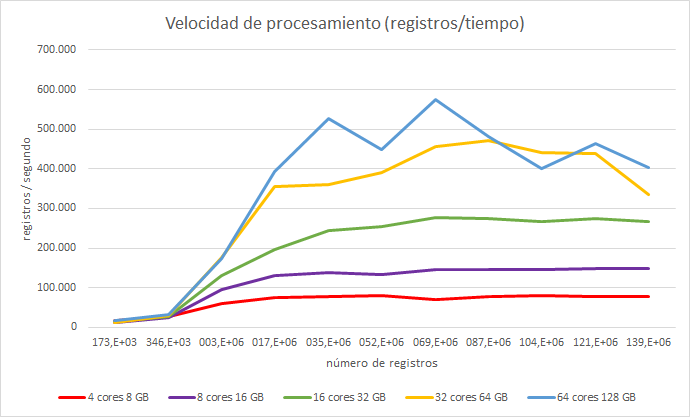 Velocidad de procesamiento (registros/tiempo)
registros / segundo
700.000
600.000
500.000
400.000
300.000
200.000
100.000
0
173,E+03 346,E+03 003,E+06 017,E+06 035,E+06 052,E+06 069,E+06 087,E+06 104,E+06 121,E+06 139,E+06
número de registros
4 cores 8 GB 8 cores 16 GB 16 cores 32 GB 32 cores 64 GB 64 cores 128 GB